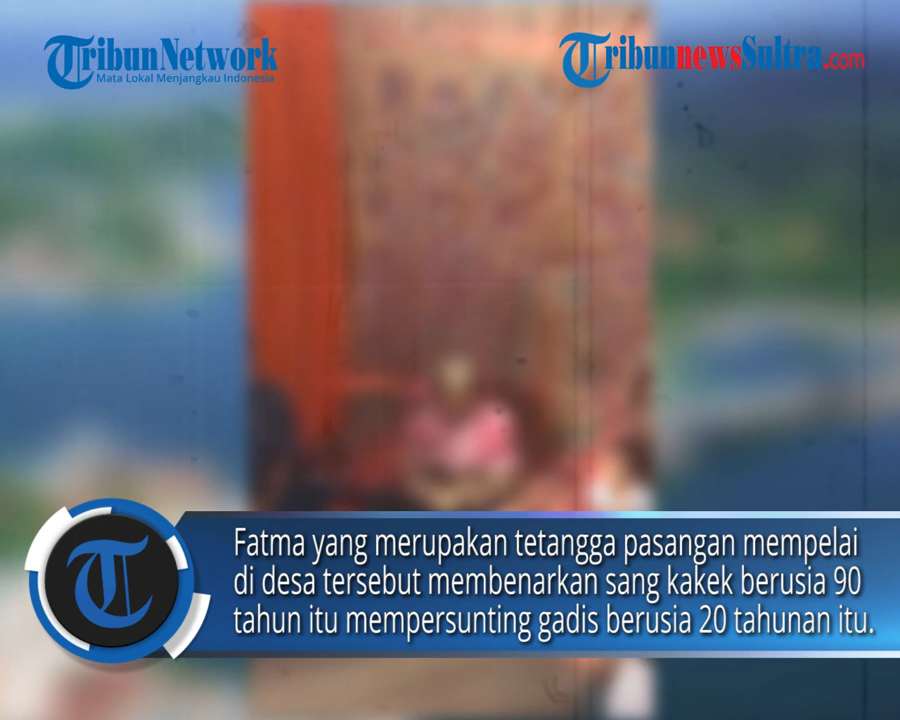 TribunNetwork
Mata Lokal Menjangkau Indonesia
TribunnewsSultra.com
Fatma yang merupakan tetangga pasangan mempelai
di desa tersebut membenarkan sang kakek berusia 90
tahun itu mempersunting gadis berusia 20 tahunan itu.